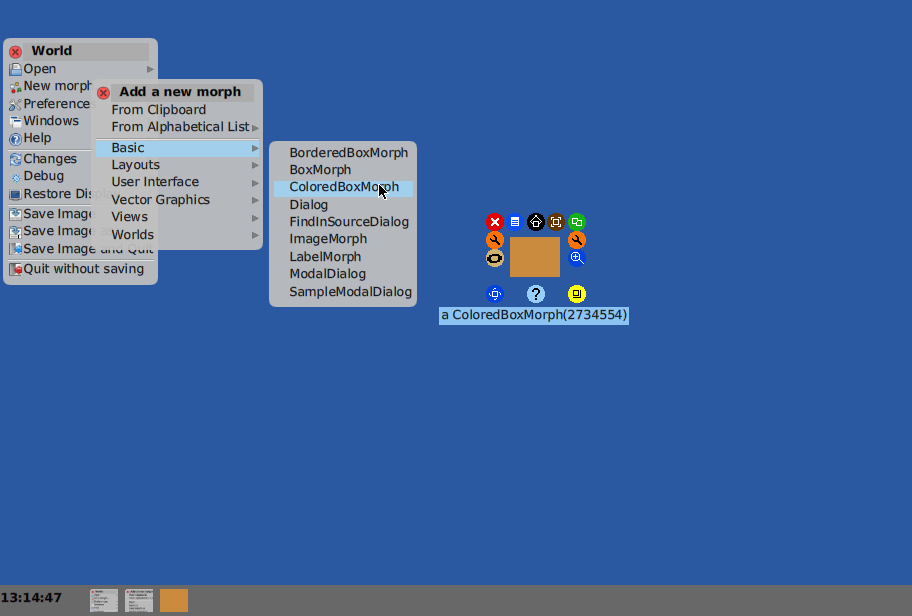 World
Open
New morph
Preference
Windows
Help
Changes
Debug
Restore Dis
Save Image
Save Image
Save Image and Quit
Quit without saving
Add a new morph
From Clipboard
From Alphabetical List
Basic
Layouts
User Interface
Vector Graphics
Views
Worlds
BorderedBoxMorph
BoxMorph
ColoredBoxMorph
Dialog
FindInSourceDialog
ImageMorph
LabelMorph
ModalDialog
SampleModalDialog
?
a ColoredBoxMorph(2734554)
13:14:47